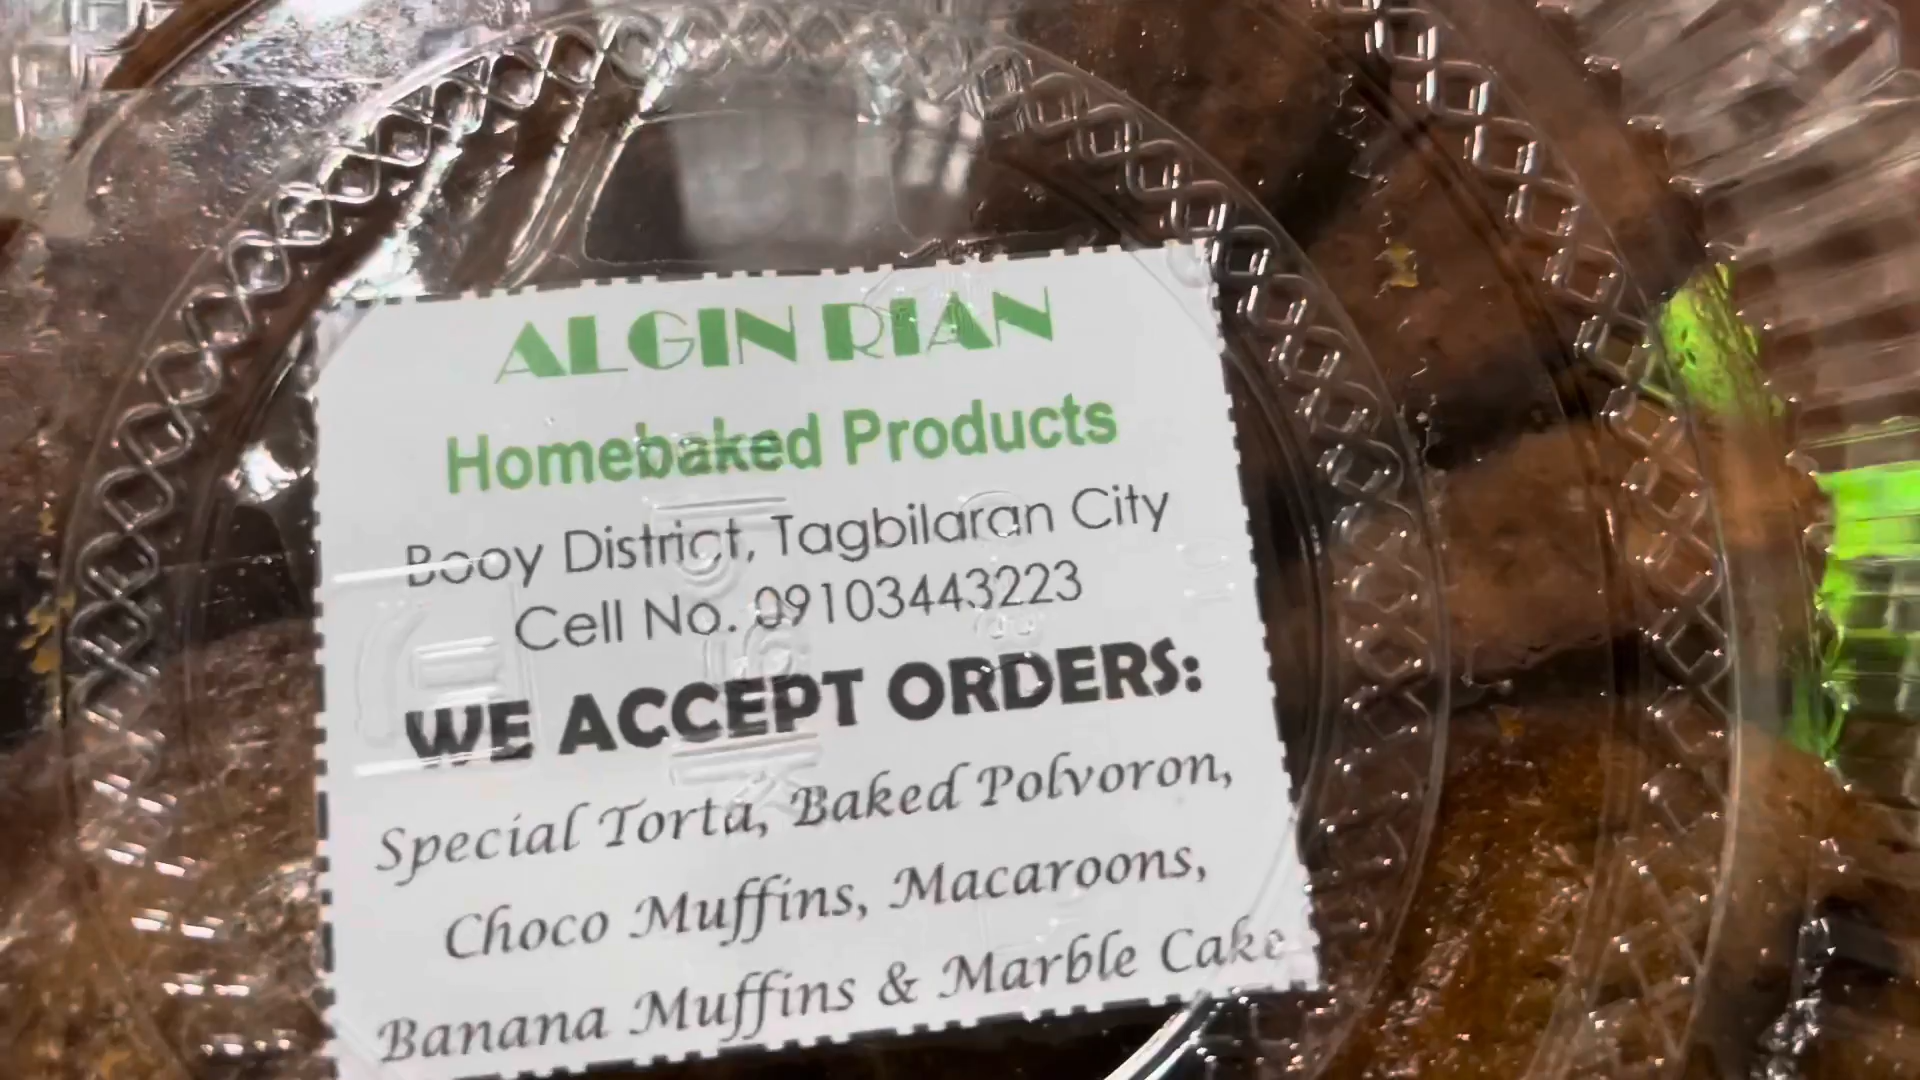 ALGIN RIAN
Homebaked Products
Booy District, Tagbilaran City
Cell No. 09103443223
WE ACCEPT ORDERS:
Special Torta, Baked Polvoron,
Choco Muffins, Macaroons,
Banana Muffins & Marble Cake